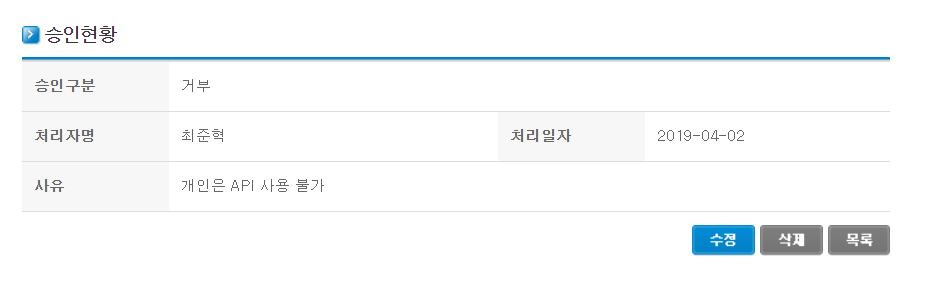 승인현황
승인구분 거부
처리자명 최준혁 처리일자 2019-04-02
사유 개인은 API 사용 불가
수정 삭제 목록